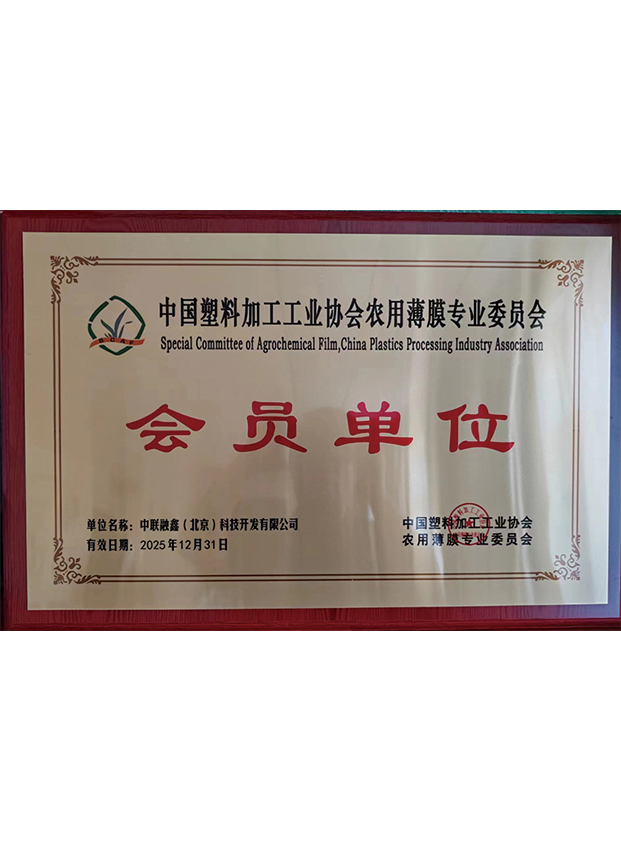 中国塑料加工工业协会农用薄膜专业委员会
Special Committee of Agrochemical Film,China Plastics Processing Industry Association
会员单位
单位名称：中联融鑫（北京）科技开发有限公司
有效日期：2025年12月31日
中国塑料加工工业协会
农用薄膜专业委员会